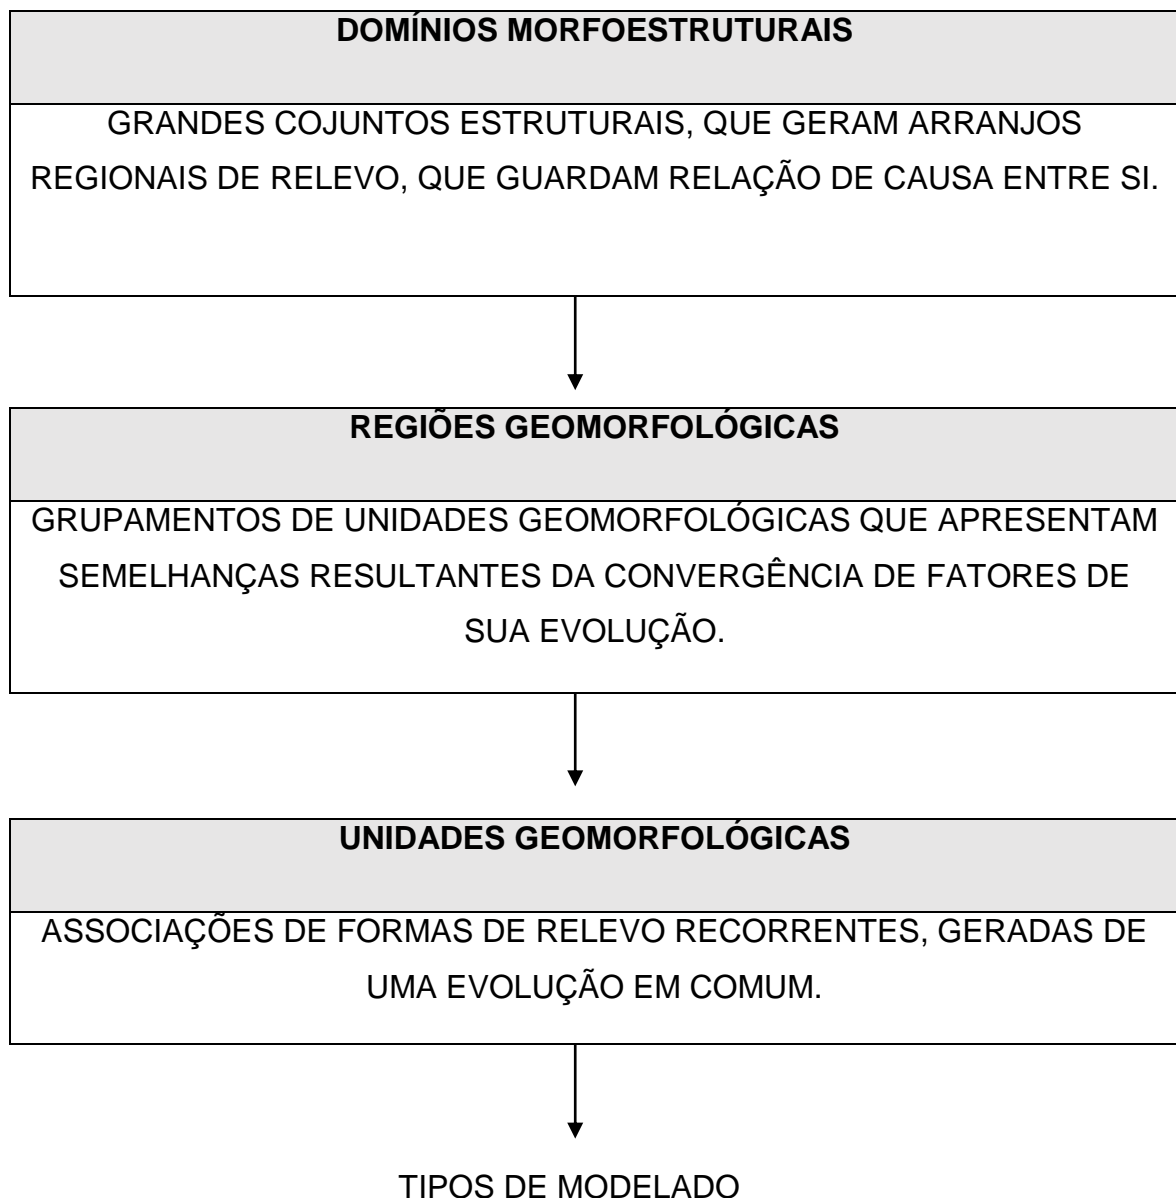 DOMÍNIOS MORFOESTRUTURAIS
GRANDES COJUNTOS ESTRUTURAIS, QUE GERAM ARRANJOS
REGIONAIS DE RELEVO, QUE GUARDAM RELAÇÃO DE CAUSA ENTRE SI.
REGIÕES GEOMORFOLÓGICAS
GRUPAMENTOS DE UNIDADES GEOMORFOLÓGICAS QUE APRESENTAM
SEMELHANÇAS RESULTANTES DA CONVERGÊNCIA DE FATORES DE
SUA EVOLUÇÃO.
UNIDADES GEOMORFOLÓGICAS
ASSOCIAÇÕES DE FORMAS DE RELEVO RECORRENTES, GERADAS DE
UMA EVOLUÇÃO EM COMUM.
TIPOS DE MODELADO